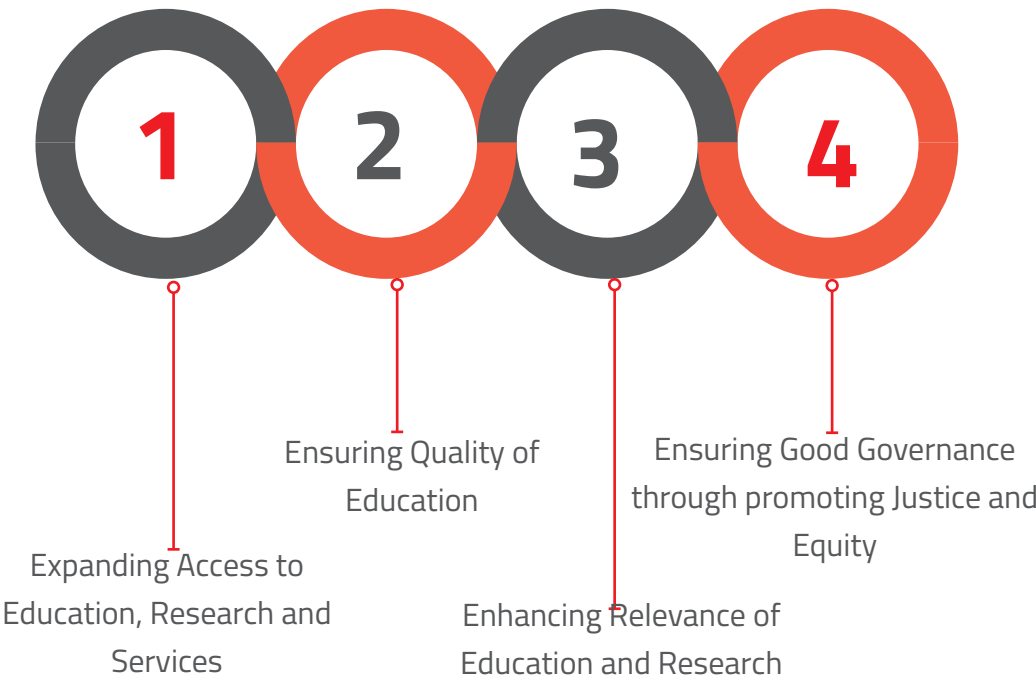 1
2
3
4
Expanding Access to
Education, Research and
Services
Ensuring Quality of
Education
Enhancing Relevance of
Education and Research
Ensuring Good Governance
through promoting Justice and
Equity